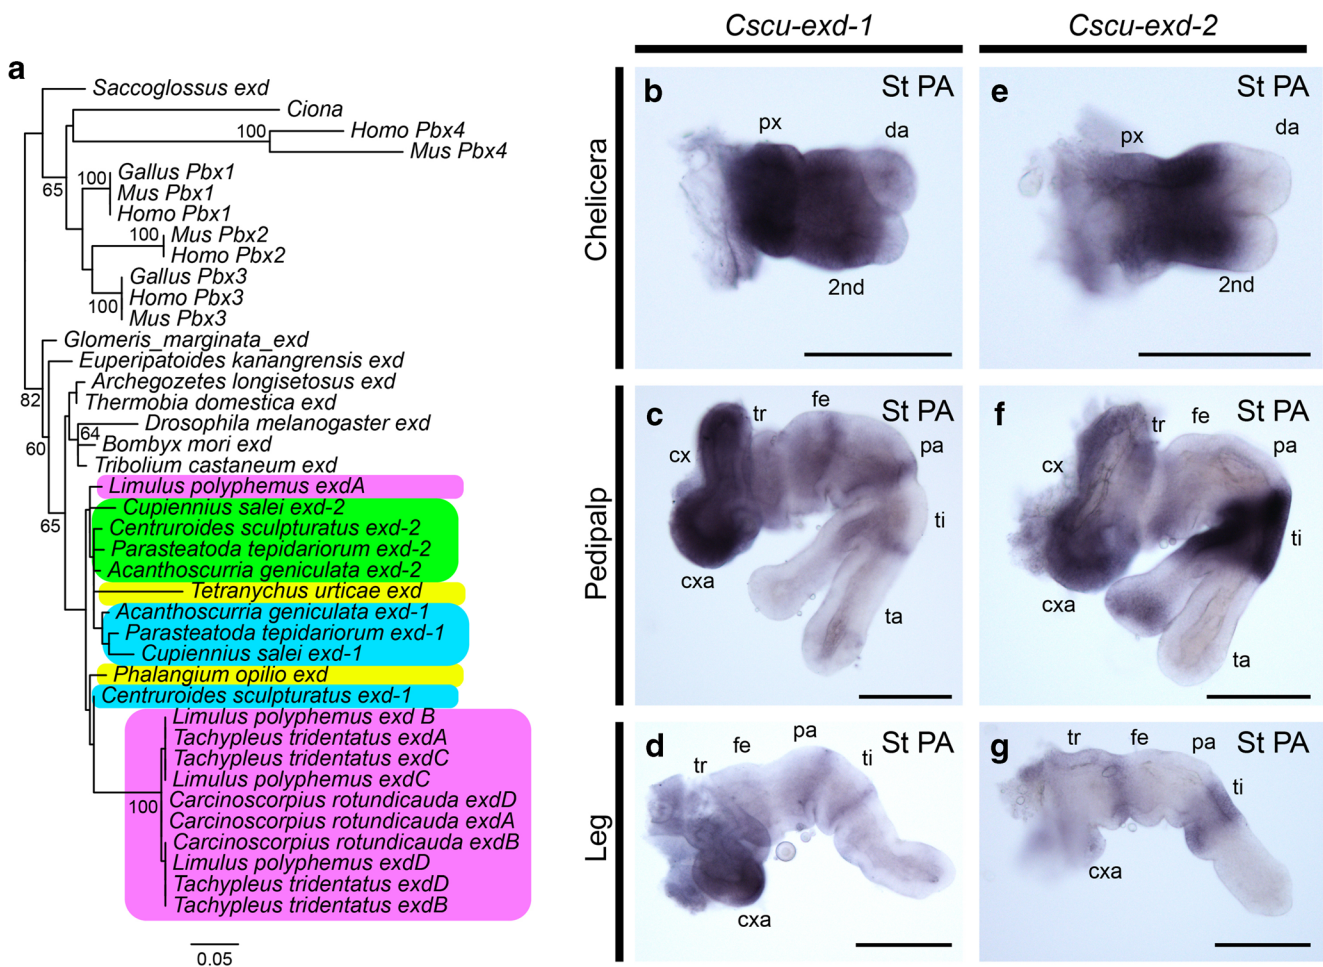 a
Saccoglossus exd
Ciona
100
Homo Pbx4
Mus Pbx4
65
100
Gallus Pbx1
Mus Pbx1
Homo Pbx1
100
Mus Pbx2
Homo Pbx2
Gallus Pbx3
100
Homo Pbx3
Mus Pbx3
Glomeris_marginata_exd
Euperipatoides kanangrensis exd
82
Archegozetes longisetosus exd
Thermobia domestica exd
Drosophila melanogaster exd
60
64
Bombyx mori exd
Tribolium castaneum exd
Limulus polyphemus exdA
65
Cupiennius salei exd-2
Centruroides sculpturatus exd-2
Parasteatoda tepidariorum exd-2
Acanthoscurria geniculata exd-2
Tetranychus urticae exd
Acanthoscurria geniculata exd-1
Parasteatoda tepidariorum exd-1
Cupiennius salei exd-1
Phalangium opilio exd
Centruroides sculpturatus exd-1
Limulus polyphemus exd B
Tachypleus tridentatus exdA
Tachypleus tridentatus exdC
Limulus polyphemus exdC
100
Carcinoscorpius rotundicauda exdD
Carcinoscorpius rotundicauda exdA
Carcinoscorpius rotundicauda exdB
Limulus polyphemus exdD
Tachypleus tridentatus exdD
Tachypleus tridentatus exdB
0.05
Cscu-exd-1
Cscu-exd-2
Chelicera
b
St PA
px
da
2nd
e
St PA
px
da
2nd
Pedipalp
c
St PA
cx
tr
fe
pa
ti
cxa
ta
f
St PA
cx
tr
fe
pa
ti
cxa
ta
Leg
d
St PA
tr
fe
pa
ti
cxa
g
St PA
tr
fe
pa
ti
cxa